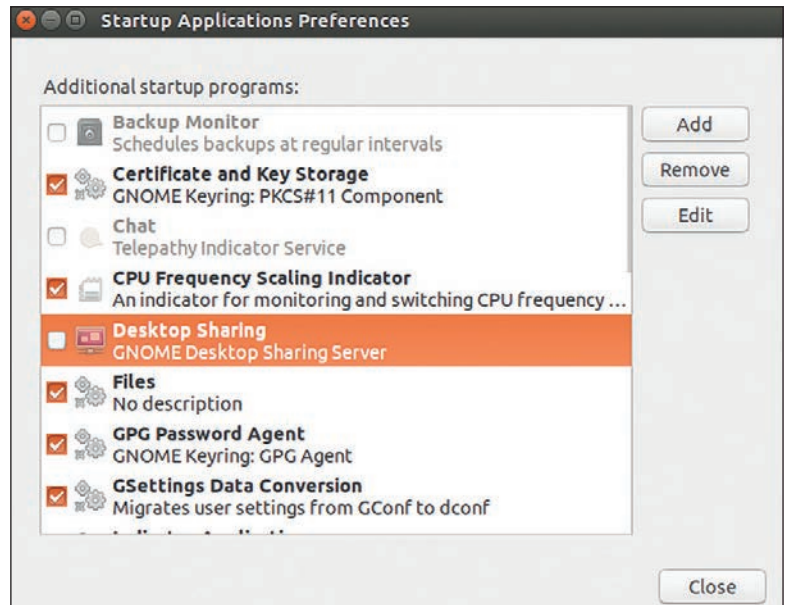 Startup Applications Preferences
Additional startup programs:
Backup Monitor
Schedules backups at regular intervals
Certificate and Key Storage
GNOME Keyring: PKCS#11 Component
Chat
Telepathy Indicator Service
CPU Frequency Scaling Indicator
An indicator for monitoring and switching CPU frequency ...
Desktop Sharing
GNOME Desktop Sharing Server
Files
No description
GPG Password Agent
GNOME Keyring: GPG Agent
GSettings Data Conversion
Migrates user settings from GConf to dconf
Add
Remove
Edit
Close